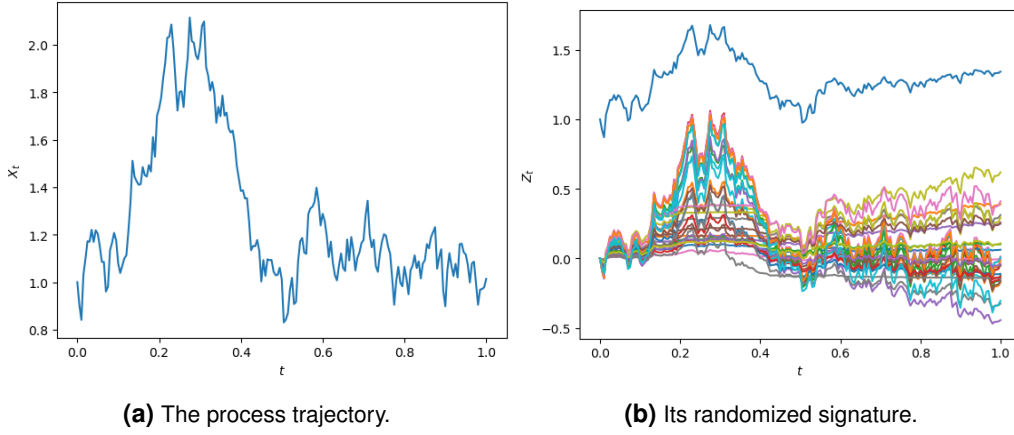 2.0
1.8
1.6
1.4
1.2
1.0
0.8
x_t
0.0 0.2 0.4 0.6 0.8 1.0
t
(a) The process trajectory.
1.5
1.0
0.5
0.0
−0.5
z_t
0.0 0.2 0.4 0.6 0.8 1.0
t
(b) Its randomized signature.